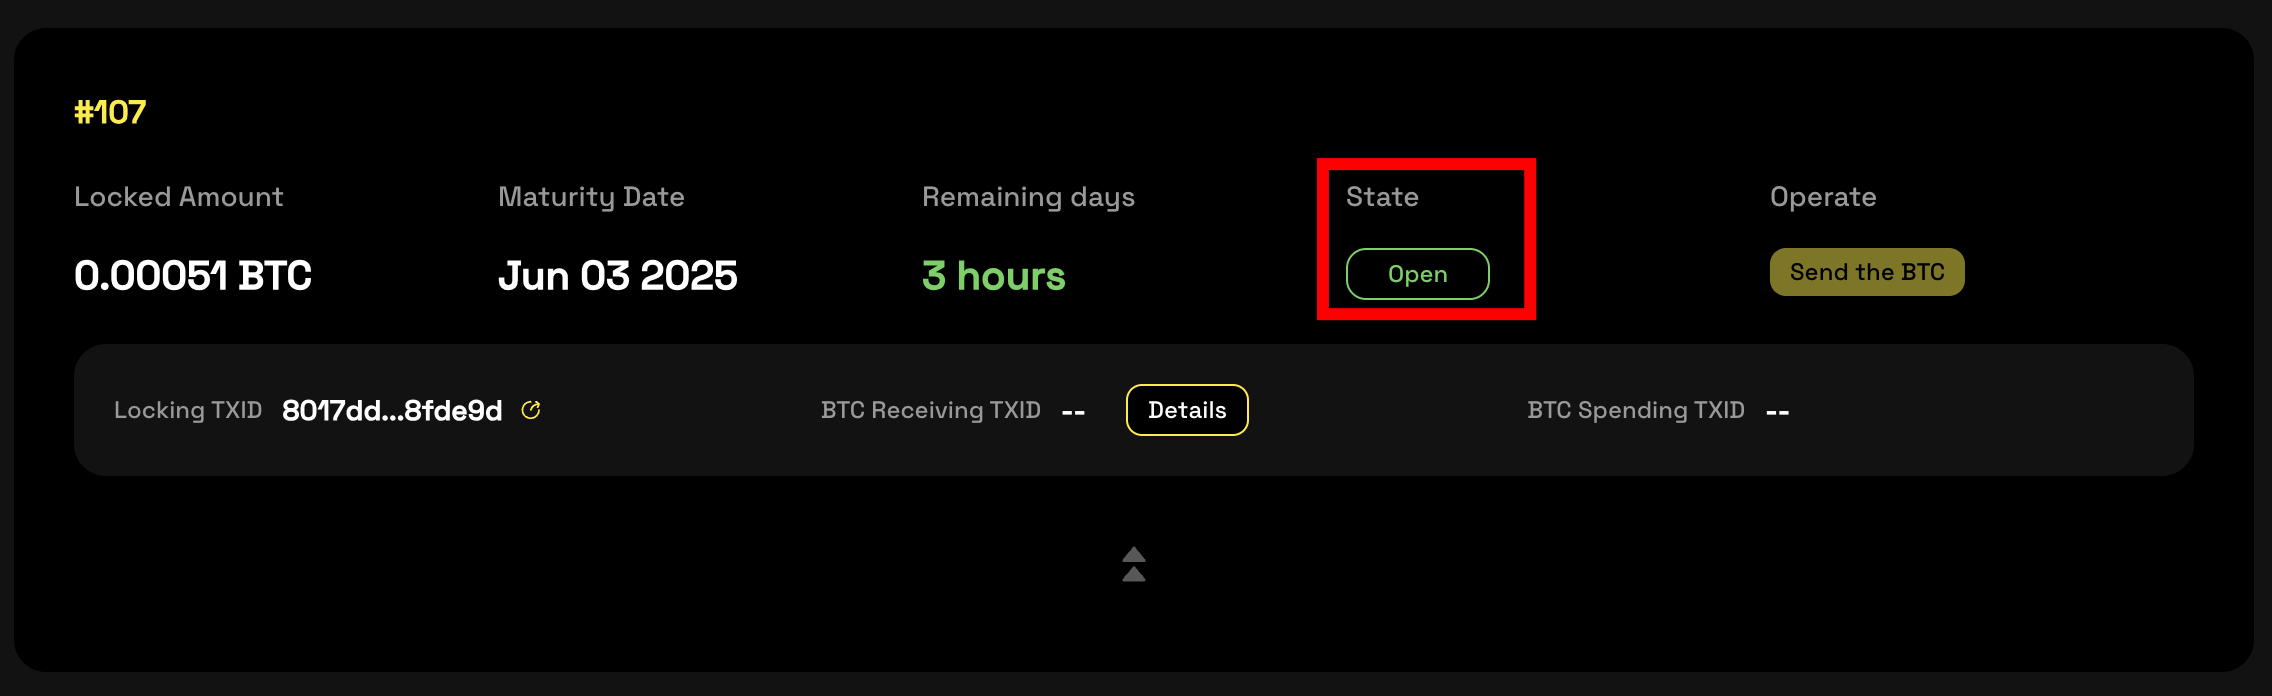 #107
Locked Amount Maturity Date Remaining days State Operate
0.00051 BTC Jun 03 2025 3 hours Open Send the BTC
Locking TXID 8017dd...8fde9d BTC Receiving TXID -- Details BTC Spending TXID --